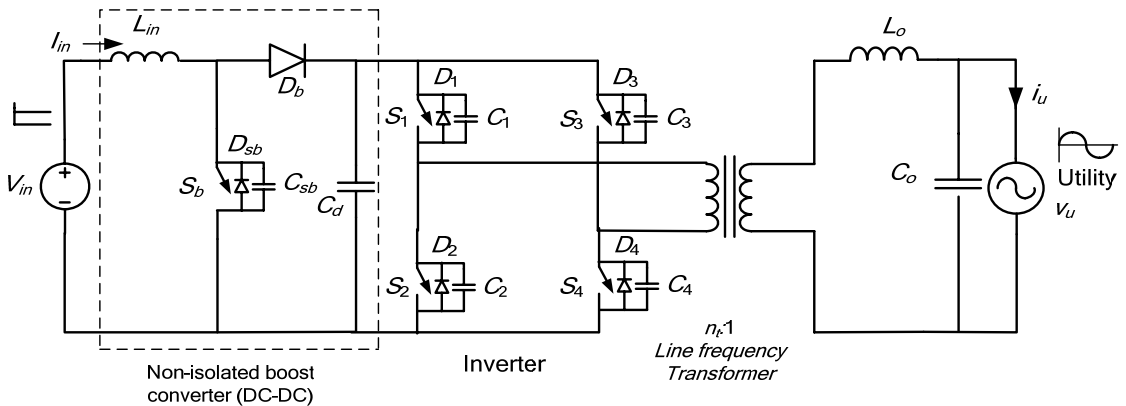 I_in
L_in
D_b
D_sb
S_b
C_sb
C_d
V_in
+
−
D_1
S_1
C_1
D_3
S_3
C_3
D_2
S_2
C_2
D_4
S_4
C_4
L_o
C_o
i_u
Utility
v_u
n_t:1
Line frequency
Transformer
Inverter
Non-isolated boost
converter (DC-DC)